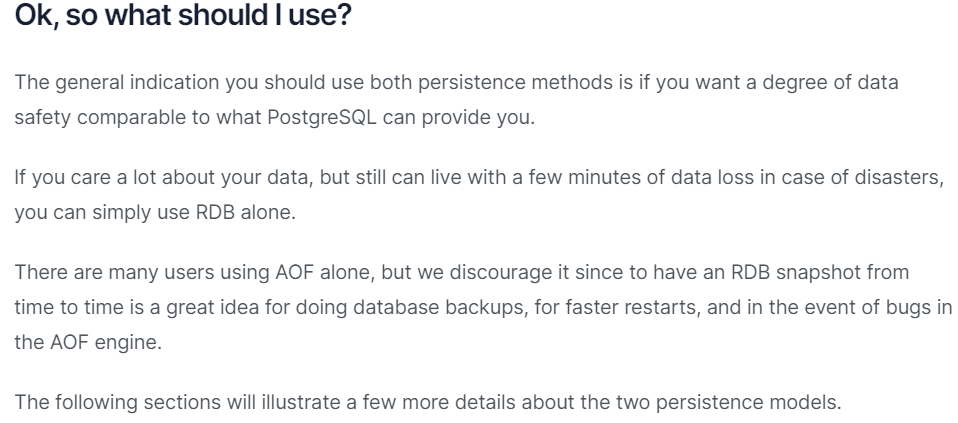 Ok, so what should I use?
The general indication you should use both persistence methods is if you want a degree of data
safety comparable to what PostgreSQL can provide you.
If you care a lot about your data, but still can live with a few minutes of data loss in case of disasters,
you can simply use RDB alone.
There are many users using AOF alone, but we discourage it since to have an RDB snapshot from
time to time is a great idea for doing database backups, for faster restarts, and in the event of bugs in
the AOF engine.
The following sections will illustrate a few more details about the two persistence models.